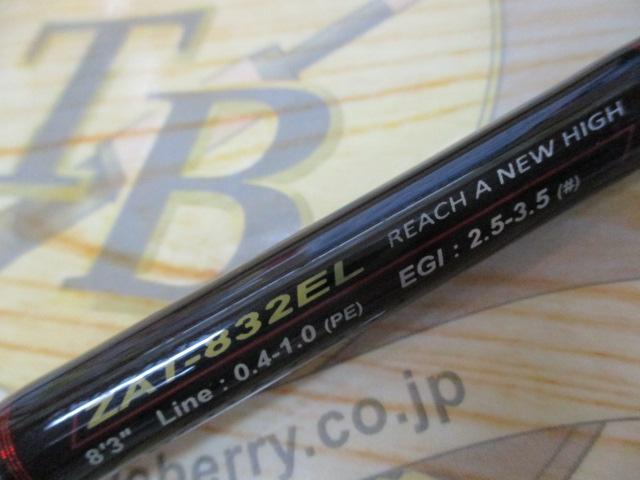 TB
ZAT-832EL REACH A NEW HIGH
8'3" Line : 0.4-1.0 (PE) EGI : 2.5-3.5 (#)
berry.co.jp